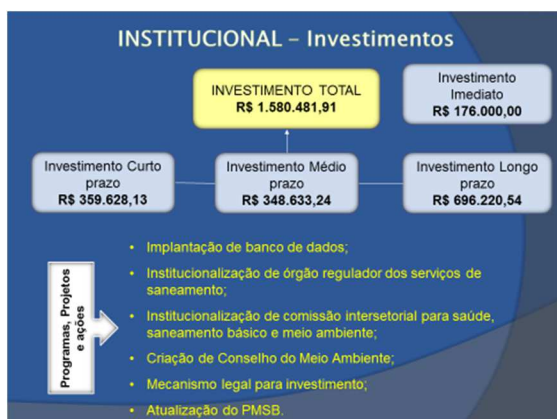 INSTITUCIONAL – Investimentos
INVESTIMENTO TOTAL
R$ 1.580.481,91
Investimento
Imediato
R$ 176.000,00
Investimento Curto
prazo
R$ 359.628,13
Investimento Médio
prazo
R$ 348.633,24
Investimento Longo
prazo
R$ 696.220,54
Programas, Projetos
e ações
• Implantação de banco de dados;
• Institucionalização de órgão regulador dos serviços de
saneamento;
• Institucionalização de comissão intersetorial para saúde,
saneamento básico e meio ambiente;
• Criação de Conselho do Meio Ambiente;
• Mecanismo legal para investimento;
• Atualização do PMSB.